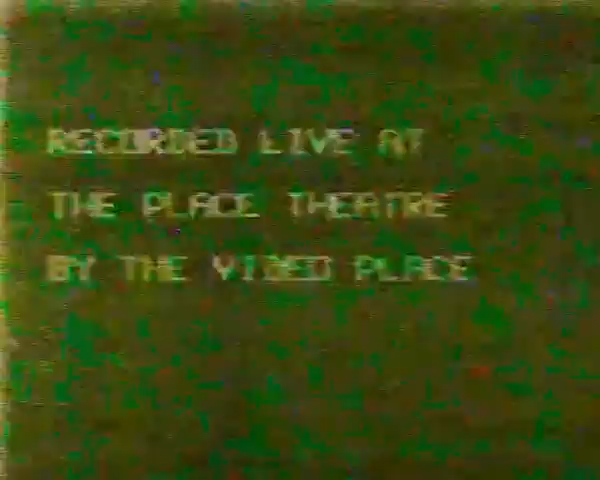 RECORDED LIVE AT
THE PLACE THEATRE
BY THE VIDEO PLACE